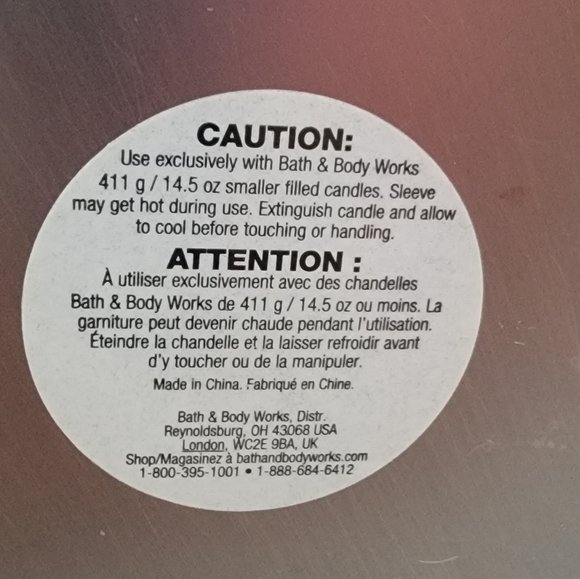 CAUTION:
Use exclusively with Bath & Body Works
411 g / 14.5 oz smaller filled candles. Sleeve
may get hot during use. Extinguish candle and allow
to cool before touching or handling.
ATTENTION :
À utiliser exclusivement avec des chandelles
Bath & Body Works de 411 g / 14.5 oz ou moins. La
garniture peut devenir chaude pendant l'utilisation.
Éteindre la chandelle et la laisser refroidir avant
d'y toucher ou de la manipuler.
Made in China. Fabriqué en Chine.
Bath & Body Works, Distr.
Reynoldsburg, OH 43068 USA
London, WC2E 9BA, UK
Shop/Magasinez à bathandbodyworks.com
1-800-395-1001 • 1-888-684-6412